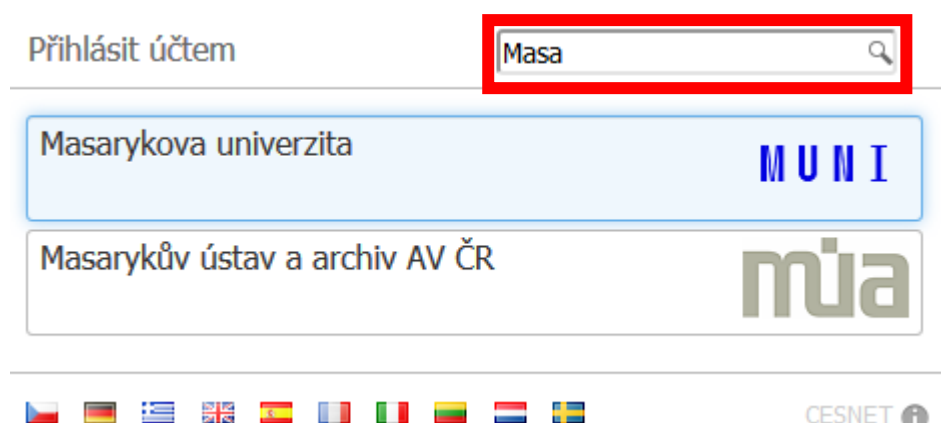 Přihlásit účtem
Masa
Masarykova univerzita
MUNI
Masarykův ústav a archiv AV ČR
mua
CESNET